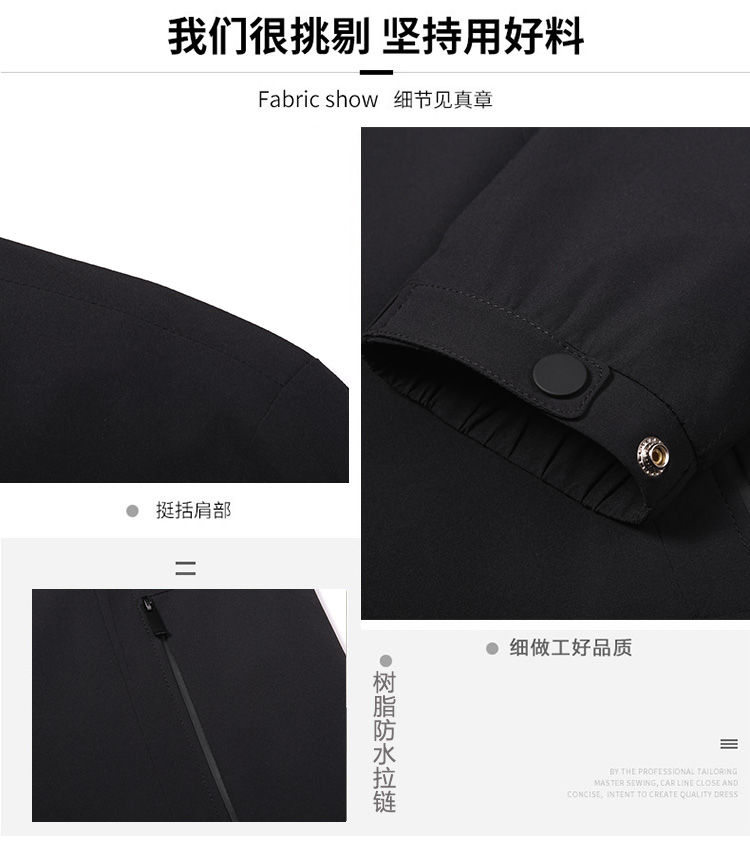 我们很挑剔 坚持用好料
Fabric show 细节见真章
挺括肩部
细做工好品质
树脂防水拉链
BY THE PROFESSIONAL TAILORING
MASTER SEWING, CAR LINE CLOSE AND
CONCISE, INTENT TO CREATE QUALITY DRESS